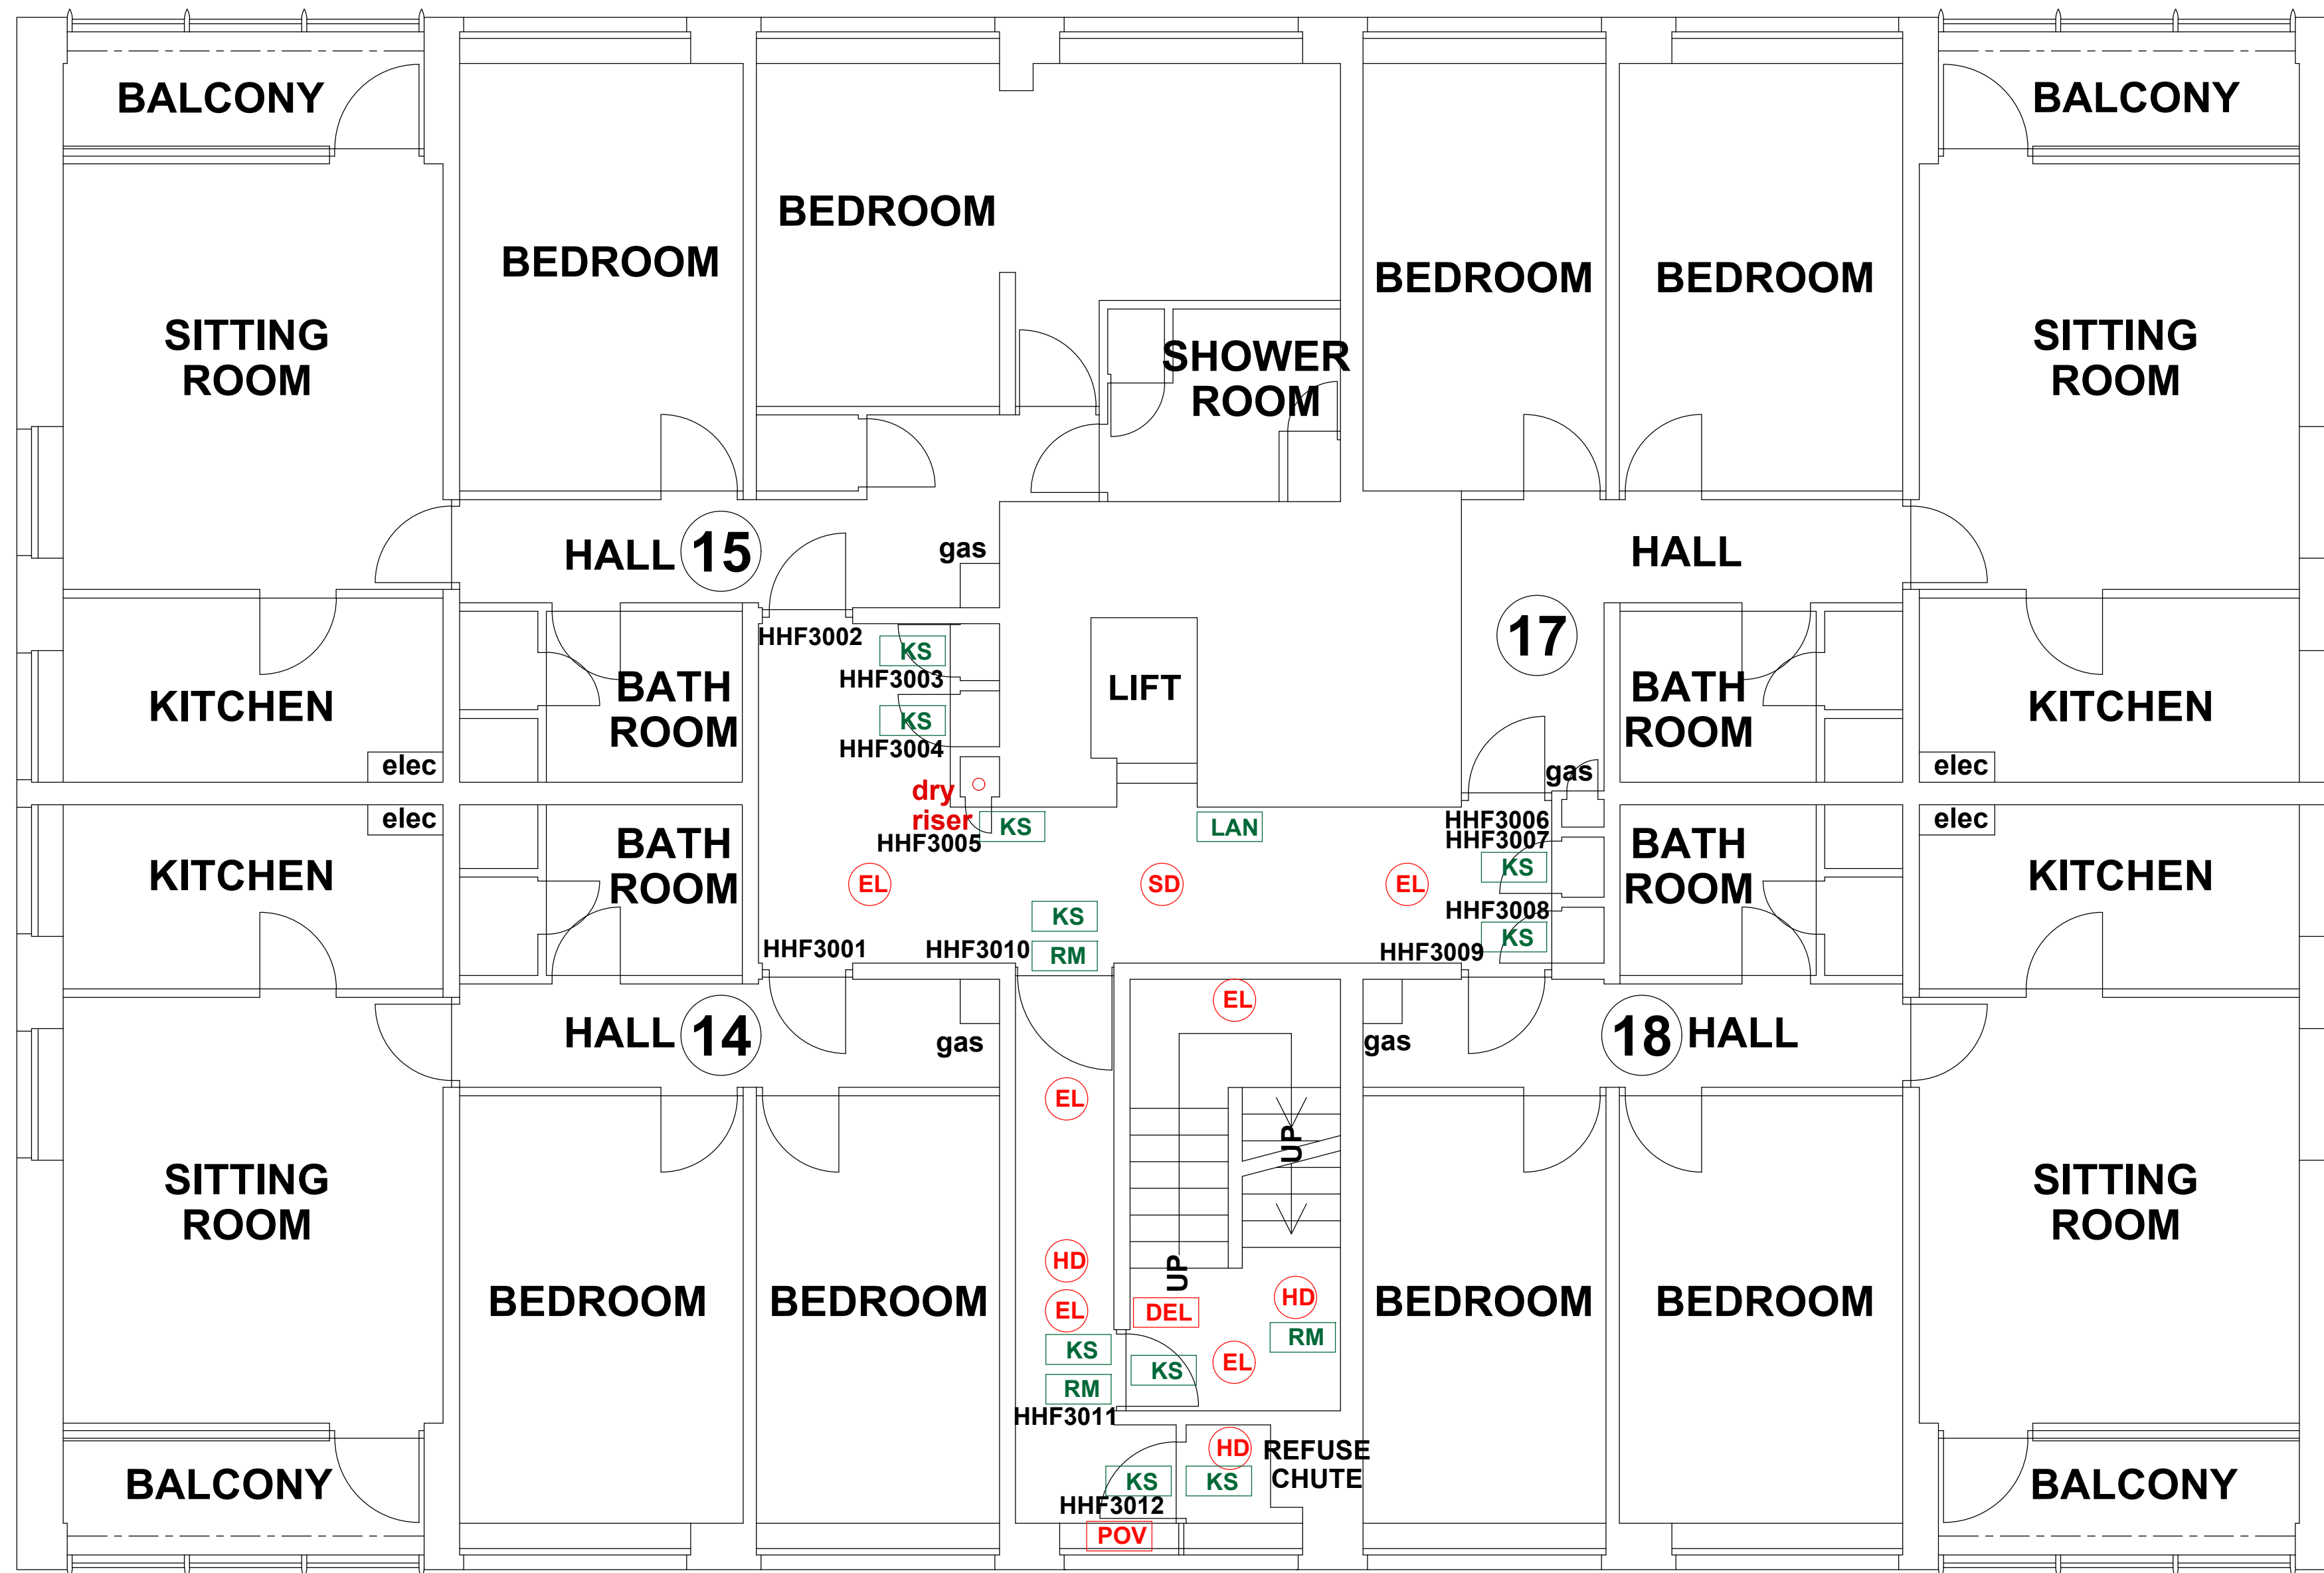 BALCONY
BALCONY
BEDROOM
BEDROOM
BEDROOM
BEDROOM
SITTING
ROOM
SHOWER
ROOM
SITTING
ROOM
HALL
15
gas
HALL
17
HHF3002
KS
HHF3003
KS
HHF3004
LIFT
KITCHEN
BATH
ROOM
BATH
ROOM
KITCHEN
elec
gas
elec
dry
riser
HHF3005
KS
LAN
HHF3006
HHF3007
KS
elec
elec
KITCHEN
BATH
ROOM
BATH
ROOM
KITCHEN
EL
SD
EL
HHF3008
KS
KS
RM
HHF3001
HHF3010
HHF3009
HALL
14
gas
EL
gas
18
HALL
EL
UP
SITTING
ROOM
SITTING
ROOM
HD
UP
HD
BEDROOM
BEDROOM
EL
DEL
BEDROOM
BEDROOM
RM
KS
KS
EL
RM
HHF3011
HD
REFUSE
CHUTE
BALCONY
KS
KS
BALCONY
HHF3012
POV